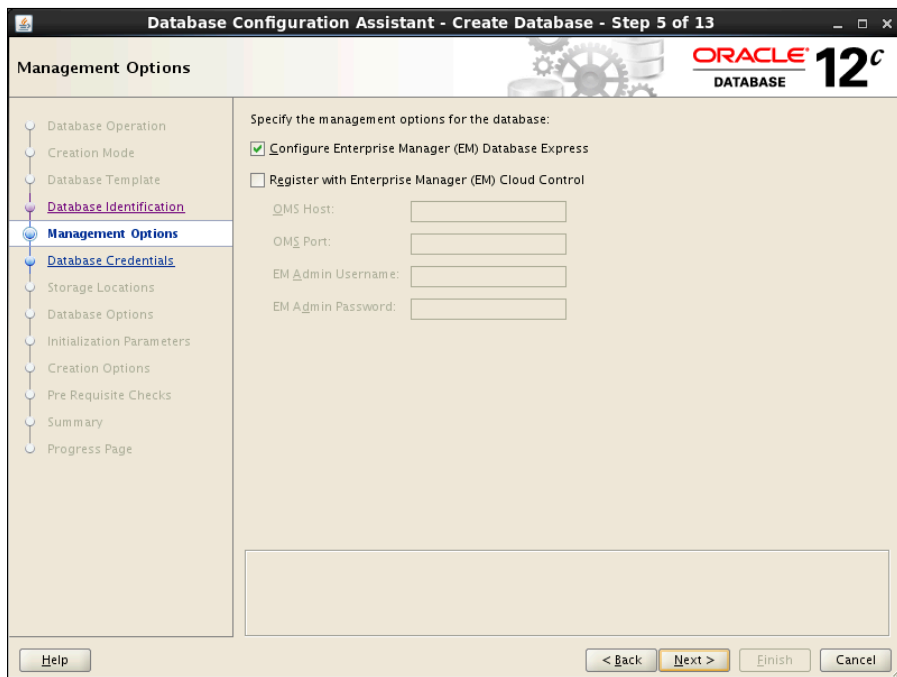 Database Configuration Assistant - Create Database - Step 5 of 13
Management Options
ORACLE
DATABASE
12c
Database Operation
Creation Mode
Database Template
Database Identification
Management Options
Database Credentials
Storage Locations
Database Options
Initialization Parameters
Creation Options
Pre Requisite Checks
Summary
Progress Page
Specify the management options for the database:
Configure Enterprise Manager (EM) Database Express
Register with Enterprise Manager (EM) Cloud Control
OMS Host:
OMS Port:
EM Admin Username:
EM Admin Password:
Help
< Back
Next >
Finish
Cancel